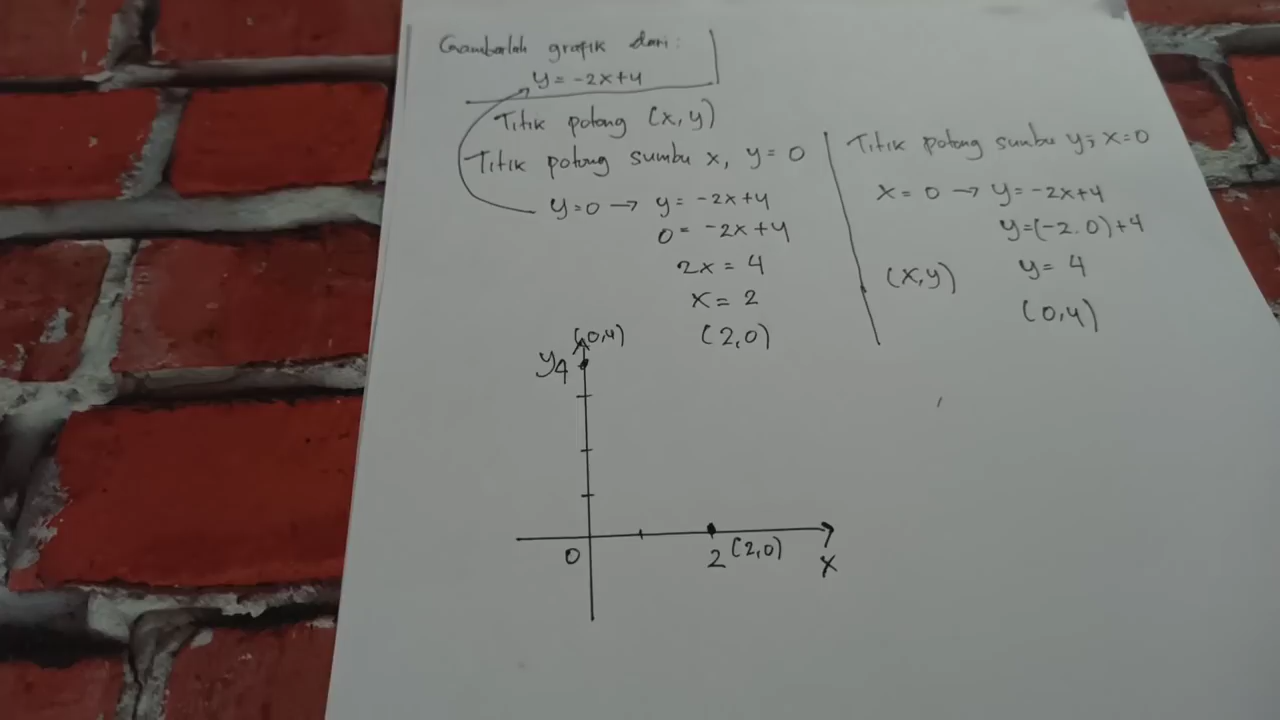 Gambarlah grafik dari:
y = -2x+4
Titik potong (x, y)
Titik potong sumbu x, y = 0
y=0 → y = -2x+4
0 = -2x+4
2x = 4
x = 2
(2,0)
Titik potong sumbu y; x=0
x = 0 → y=-2x+4
y=(-2.0)+4
(x,y) y= 4
(0,4)
(0,4)
y 4
0 2 (2,0) x